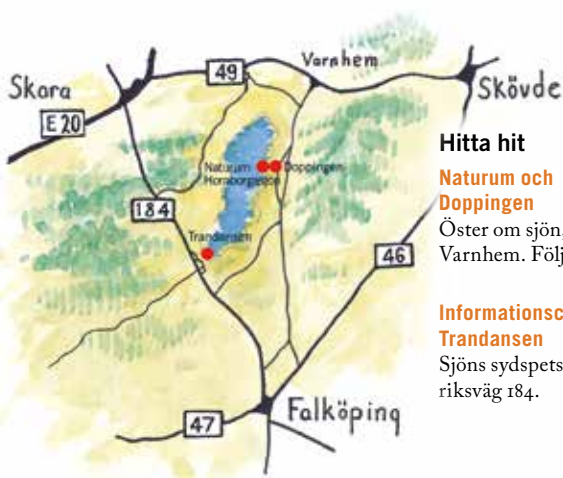 Skara
49
Varnhem
Skövde
E20
Naturum
Hornborgasjön
Doppingen
184
Trandansen
46
47
Falköping
Hitta hit
Naturum och
Doppingen
Öster om sjön,
Varnhem. Följ
Trandansen
Sjöns sydspets
riksväg 184.